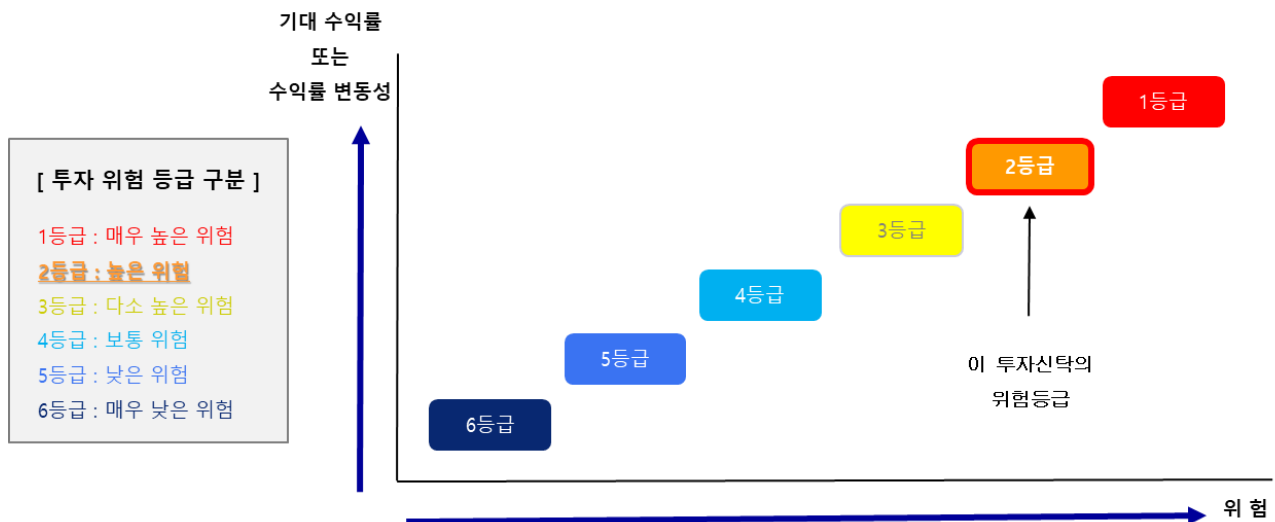 기대 수익률
또는
수익률 변동성
[ 투자 위험 등급 구분 ]
1등급 : 매우 높은 위험
2등급 : 높은 위험
3등급 : 다소 높은 위험
4등급 : 보통 위험
5등급 : 낮은 위험
6등급 : 매우 낮은 위험
1등급
2등급
3등급
4등급
5등급
6등급
이 투자신탁의
위험등급
위 험